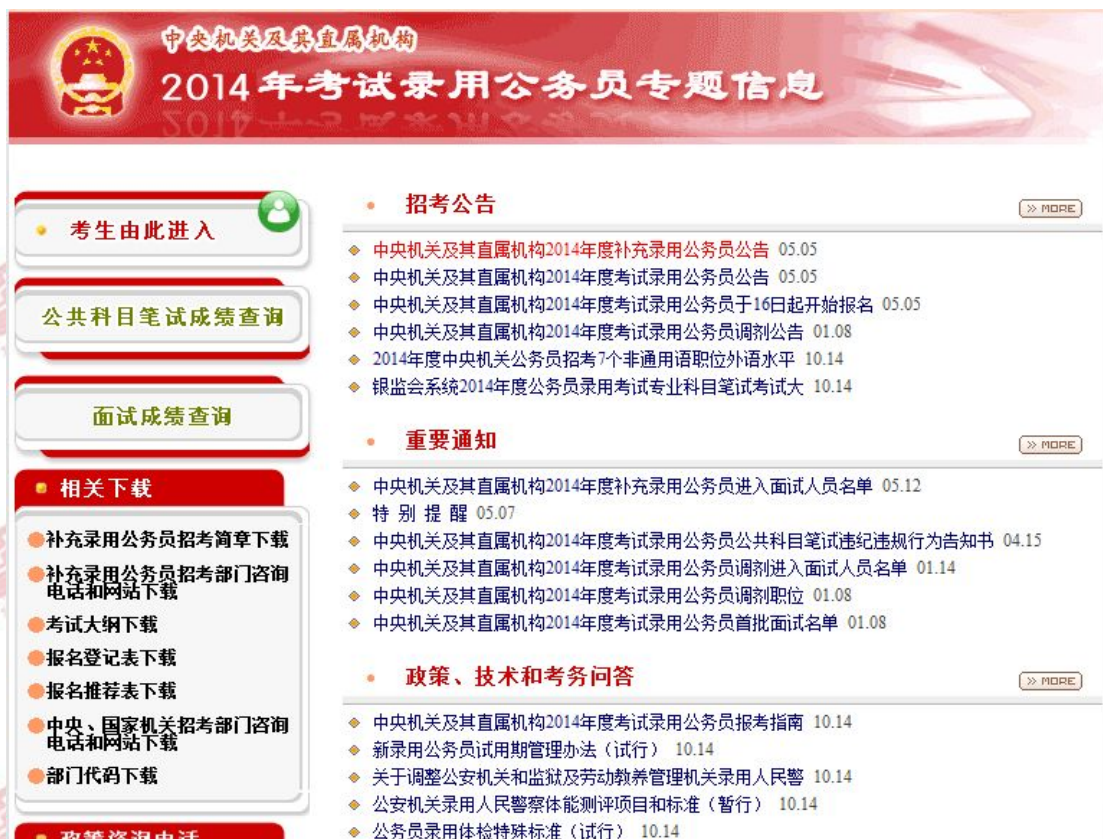 中央机关及其直属机构
2014年考试录用公务员专题信息
考生由此进入
公共科目笔试成绩查询
面试成绩查询
相关下载
补充录用公务员招考简章下载
补充录用公务员招考部门咨询
电话和网站下载
考试大纲下载
报名登记表下载
报名推荐表下载
中央、国家机关招考部门咨询
电话和网站下载
部门代码下载
政策咨询电话
招考公告
>> MORE
中央机关及其直属机构2014年度补充录用公务员公告 05.05
中央机关及其直属机构2014年度考试录用公务员公告 05.05
中央机关及其直属机构2014年度考试录用公务员于16日起开始报名 05.05
中央机关及其直属机构2014年度考试录用公务员调剂公告 01.08
2014年度中央机关公务员招考7个非通用语职位外语水平 10.14
银监会系统2014年度公务员录用考试专业科目笔试考试大 10.14
重要通知
>> MORE
中央机关及其直属机构2014年度补充录用公务员进入面试人员名单 05.12
特 别 提 醒 05.07
中央机关及其直属机构2014年度考试录用公务员公共科目笔试违纪违规行为告知书 04.15
中央机关及其直属机构2014年度考试录用公务员调剂进入面试人员名单 01.14
中央机关及其直属机构2014年度考试录用公务员调剂职位 01.08
中央机关及其直属机构2014年度考试录用公务员首批面试名单 01.08
政策、技术和考务问答
>> MORE
中央机关及其直属机构2014年度考试录用公务员报考指南 10.14
新录用公务员试用期管理办法（试行） 10.14
关于调整公安机关和监狱及劳动教养管理机关录用人民警 10.14
公安机关录用人民警察体能测评项目和标准（暂行） 10.14
公务员录用体检特殊标准（试行） 10.14